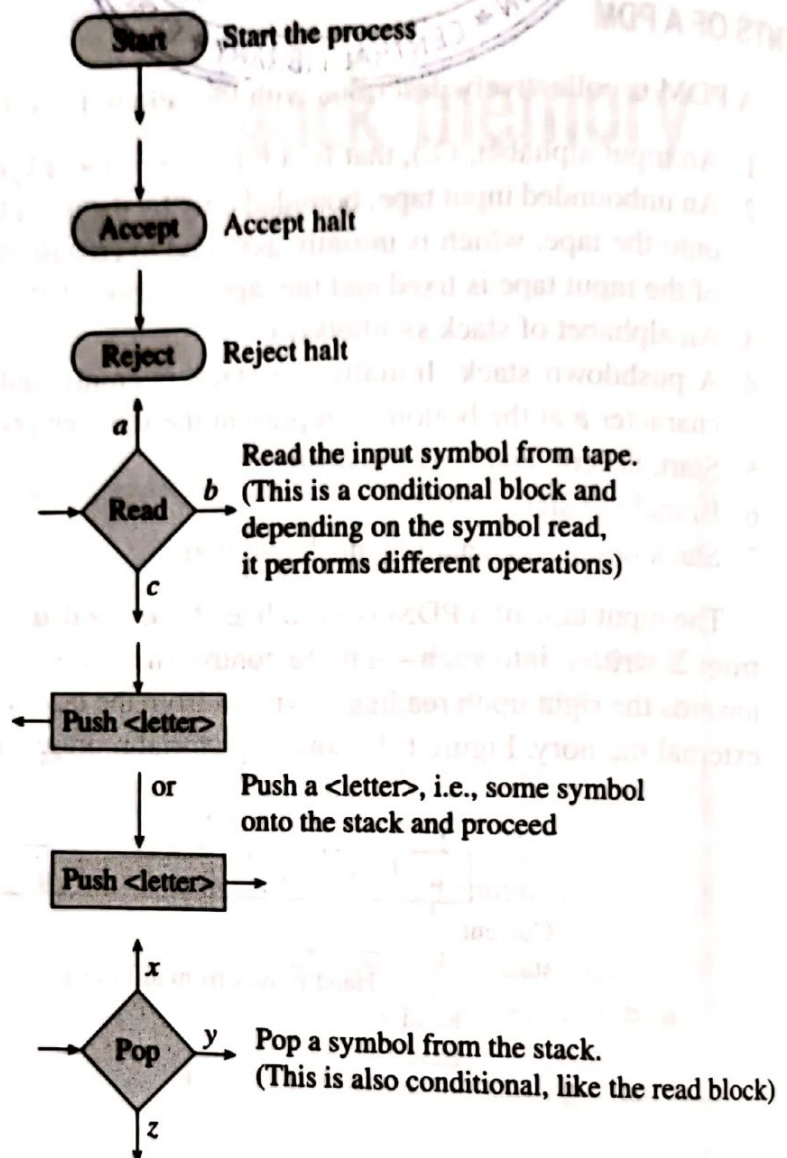 Start Start the process
Accept Accept halt
Reject Reject halt
a
Read the input symbol from tape.
Read b (This is a conditional block and
depending on the symbol read,
it performs different operations)
c
Push <letter>
or Push a <letter>, i.e., some symbol
onto the stack and proceed
Push <letter>
x
Pop y Pop a symbol from the stack.
(This is also conditional, like the read block)
z